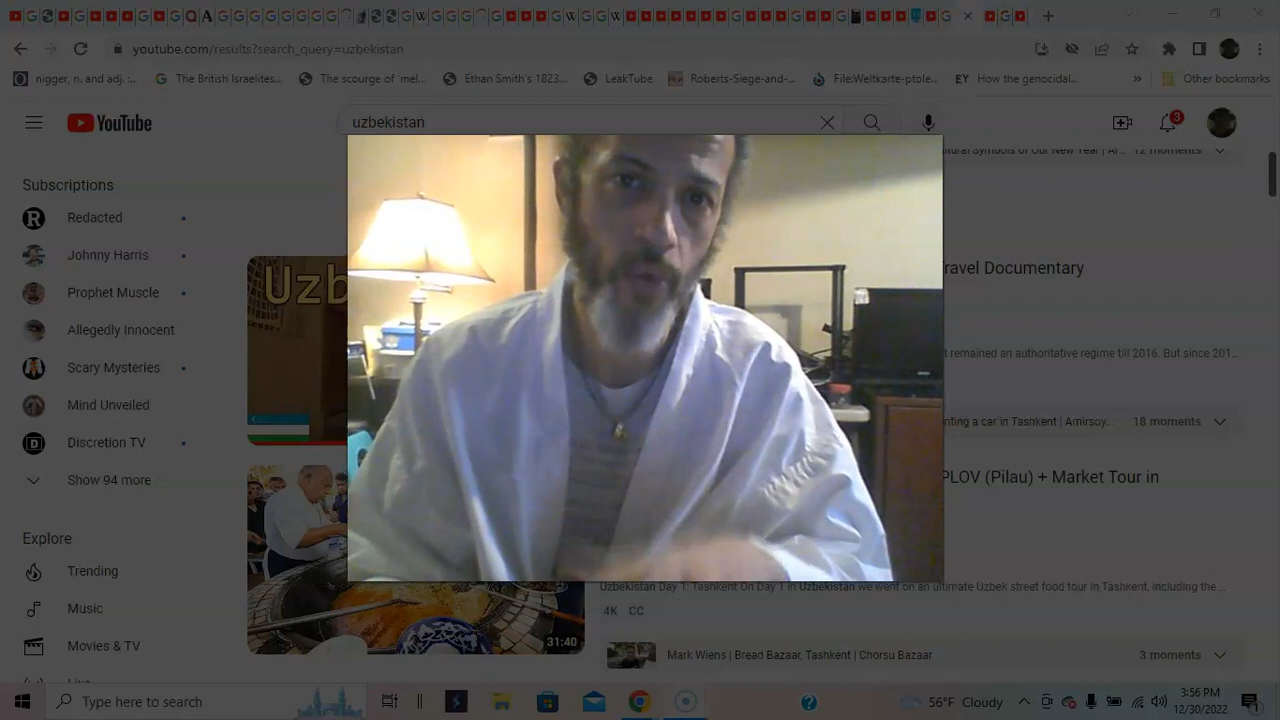 youtube.com/results?search_query=uzbekistan
nigger, n. and adj. :...
The British Israelites...
The scourge of 'mel...
Ethan Smith's 1823...
LeakTube
Roberts-Siege-and-...
File:Weltkarte-ptole...
EY How the genocidal...
»
Other bookmarks
YouTube
uzbekistan
3
12 moments
Subscriptions
Redacted
Johnny Harris
Prophet Muscle
Allegedly Innocent
Scary Mysteries
Mind Unveiled
Discretion TV
Show 94 more
Explore
Trending
Music
Movies & TV
Uzb
ravel Documentary
t remained an authoritative regime till 2016. But since 201...
nting a car in Tashkent | Amirsoy...
18 moments
PLOV (Pilau) + Market Tour in
Uzbekistan Day 1: Tashkent On Day 1 in Uzbekistan we went on an ultimate Uzbek street food tour in Tashkent, including the ...
4K CC
31:40
Mark Wiens | Bread Bazaar, Tashkent | Chorsu Bazaar
3 moments
Type here to search
56°F Cloudy
3:56 PM
12/30/2022